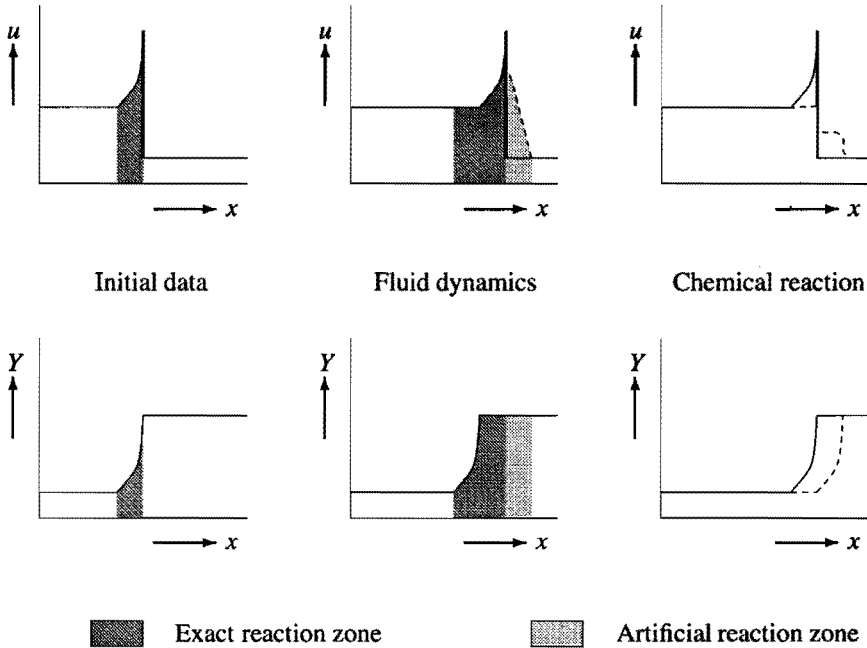 u u u
x x x
Initial data Fluid dynamics Chemical reaction
Y Y Y
x x x
Exact reaction zone Artificial reaction zone